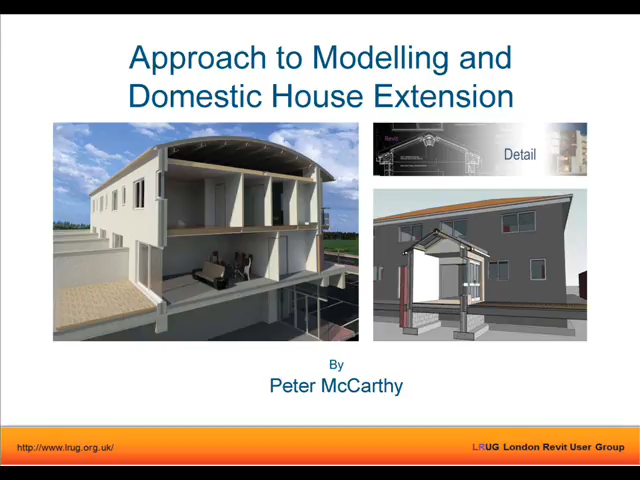 Approach to Modelling and
Domestic House Extension
Revit
Detail
By
Peter McCarthy
http://www.lrug.org.uk/
LRUG London Revit User Group